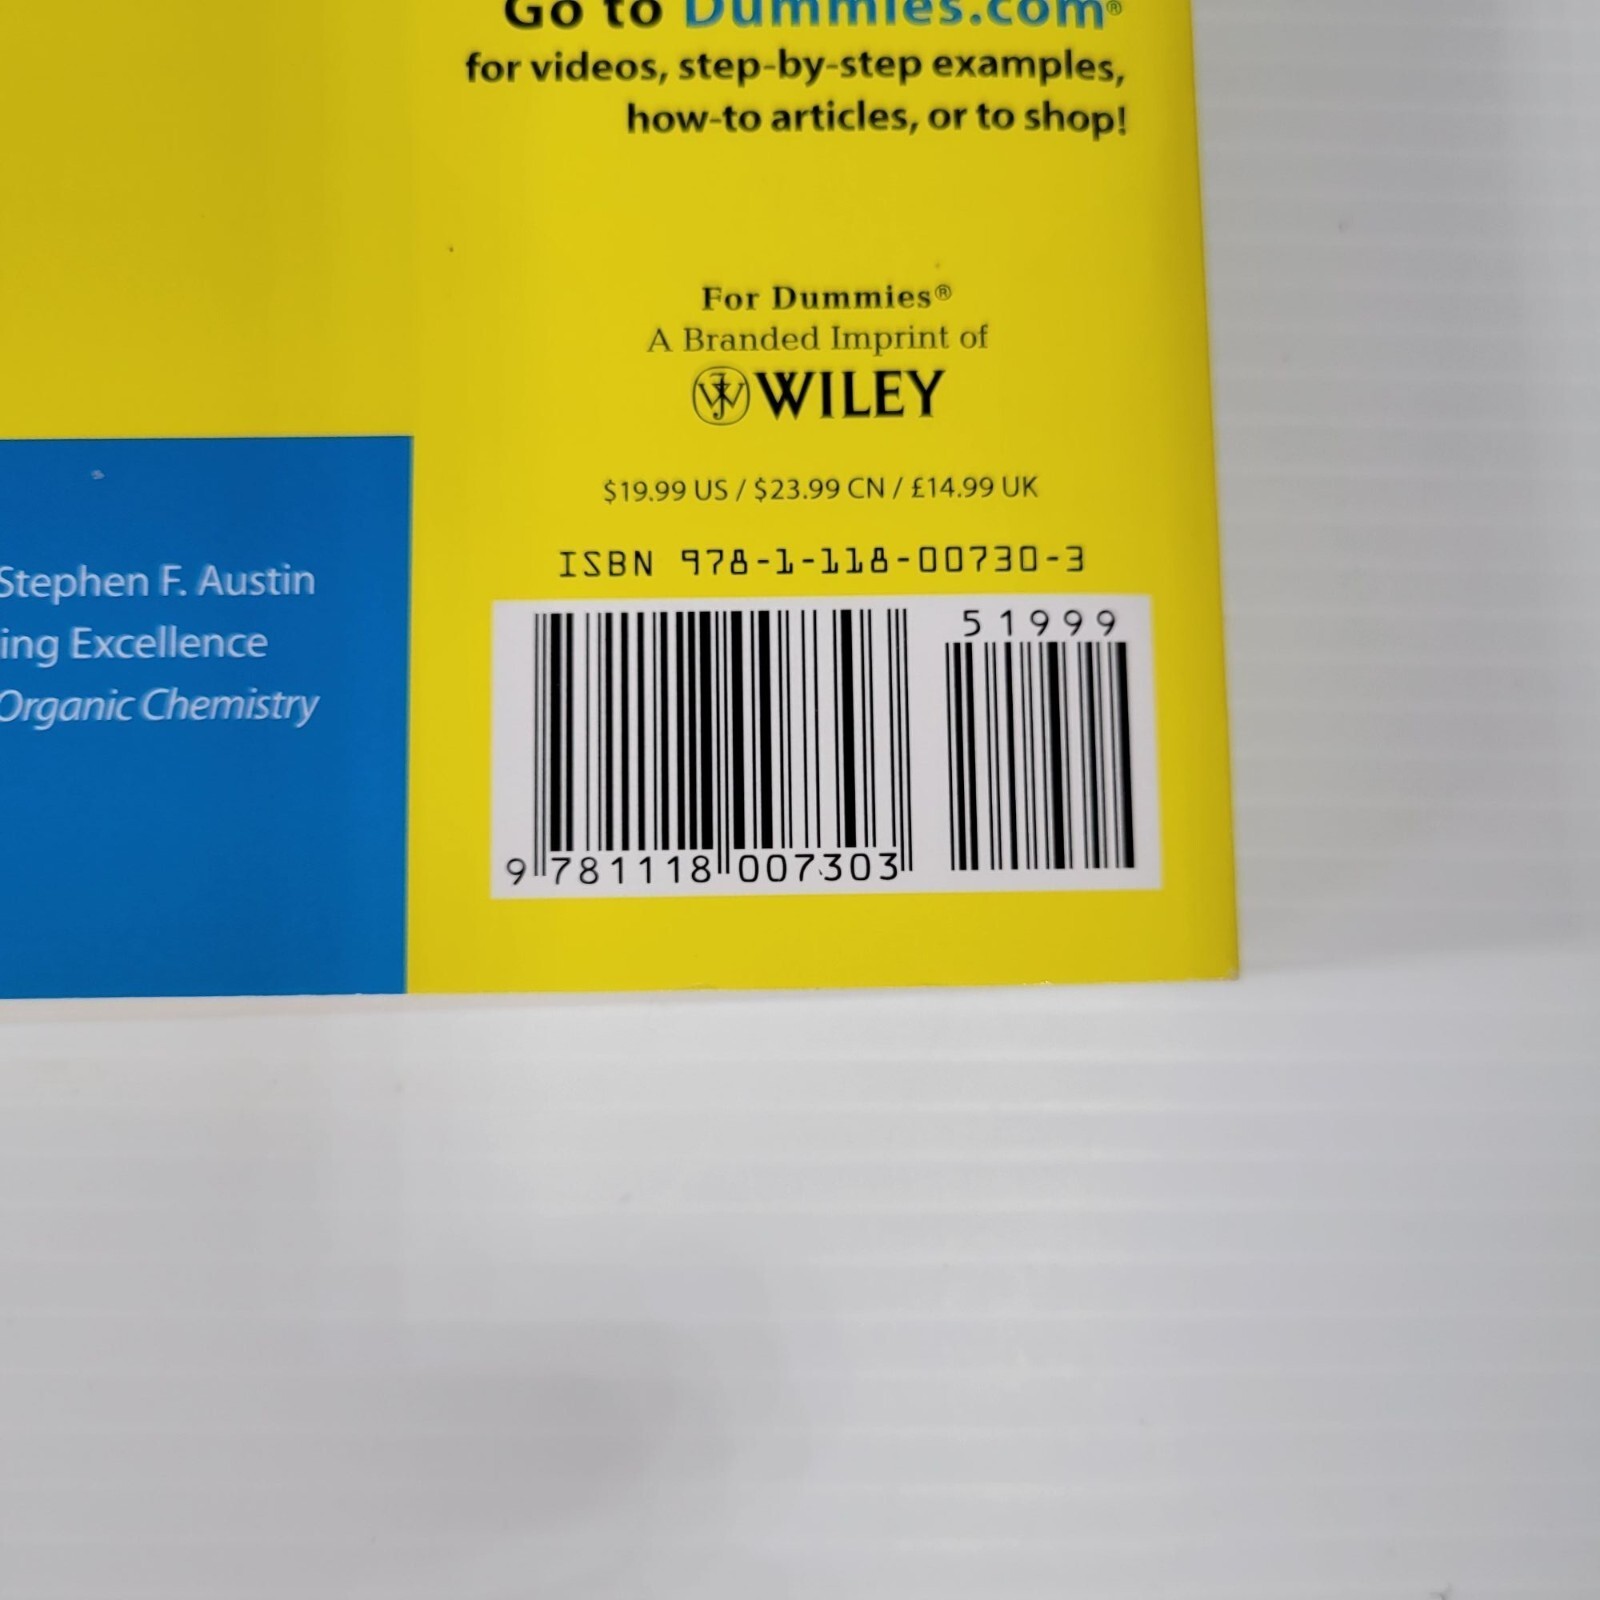 Go to Dummies.com®
for videos, step-by-step examples,
how-to articles, or to shop!
For Dummies®
A Branded Imprint of
WILEY
$19.99 US / $23.99 CN / £14.99 UK
Stephen F. Austin
ing Excellence
Organic Chemistry
ISBN 978-1-118-00730-3
51999
9 781118 007303